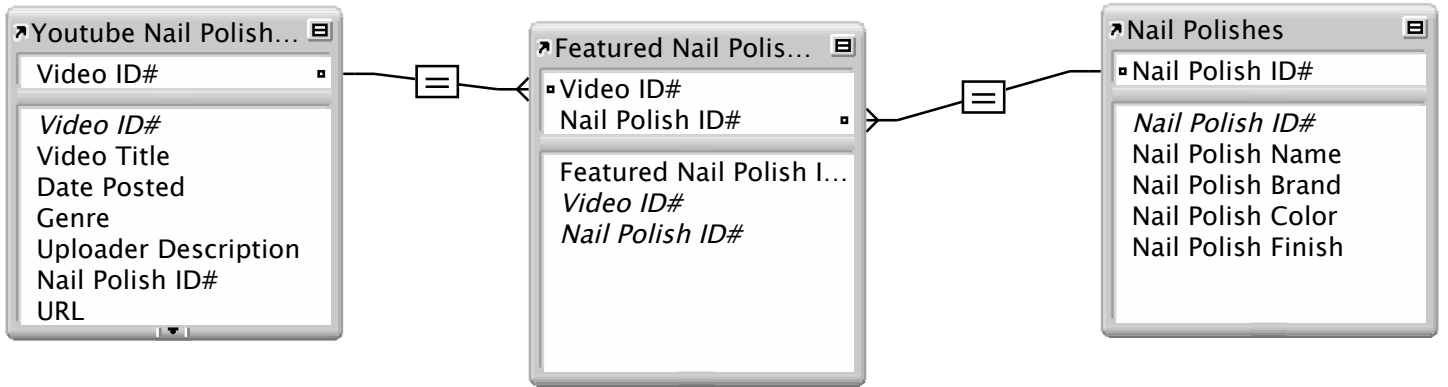 Youtube Nail Polish...
Video ID#
Video ID#
Video Title
Date Posted
Genre
Uploader Description
Nail Polish ID#
URL
=
Featured Nail Polis...
Video ID#
Nail Polish ID#
Featured Nail Polish I...
Video ID#
Nail Polish ID#
=
Nail Polishes
Nail Polish ID#
Nail Polish ID#
Nail Polish Name
Nail Polish Brand
Nail Polish Color
Nail Polish Finish